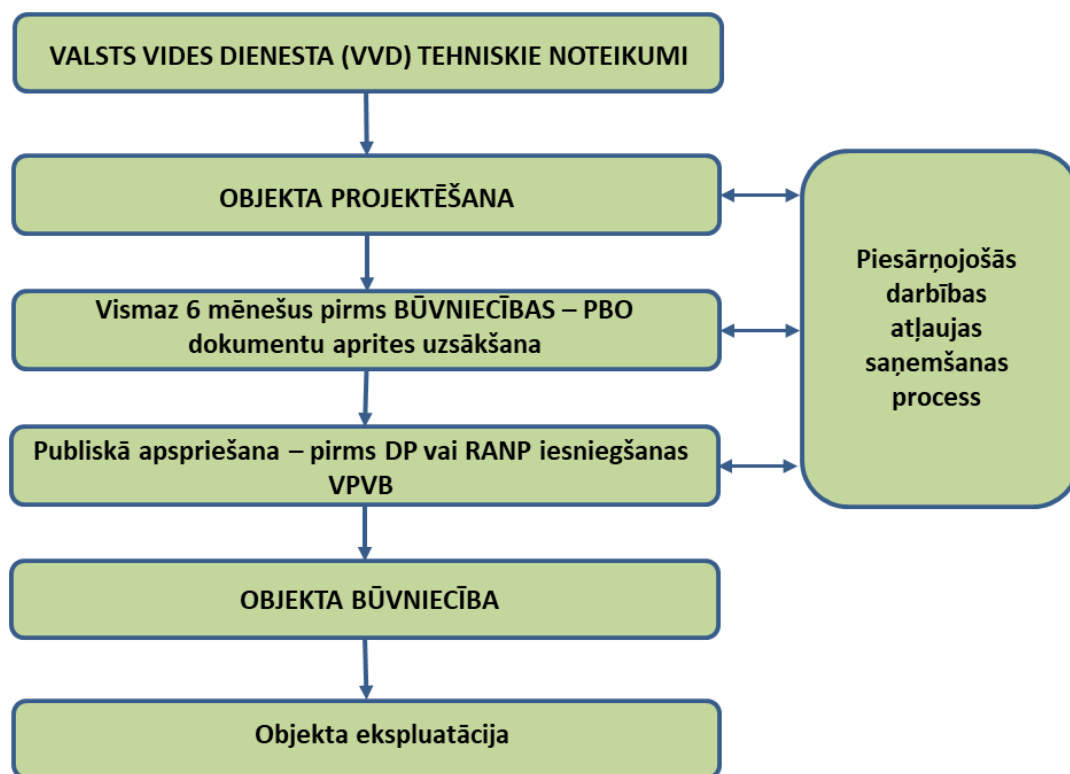 VALSTS VIDES DIENESTA (VVD) TEHNISKIE NOTEIKUMI
OBJEKTA PROJEKTĒŠANA
Vismaz 6 mēnešus pirms BŪVNIECĪBAS – PBO
dokumentu aprites uzsākšana
Publiskā apspriešana – pirms DP vai RANP iesniegšanas
VPVB
OBJEKTA BŪVNIECĪBA
Objekta ekspluatācija
Piesārņojošās
darbības
atļaujas
saņemšanas
process